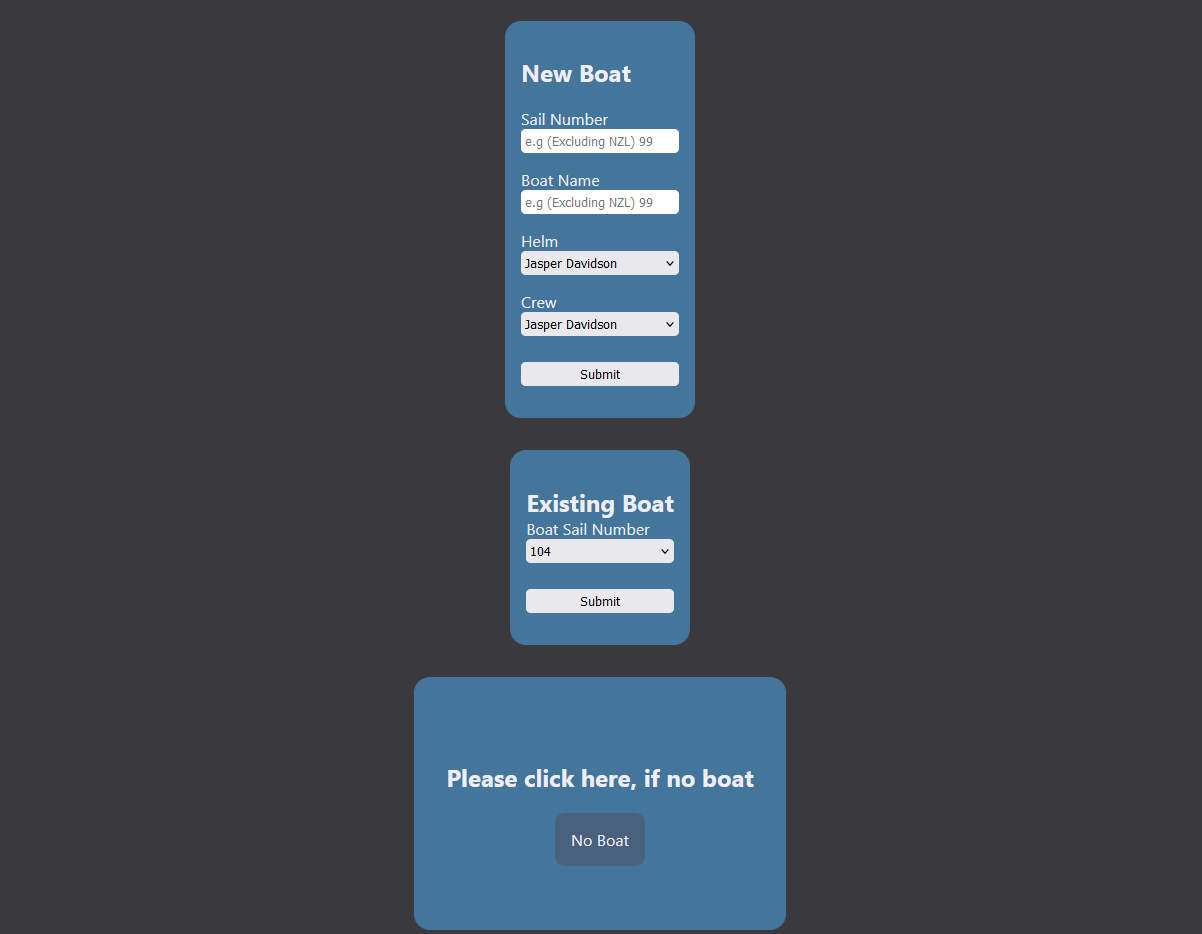 New Boat
Sail Number
e.g (Excluding NZL) 99
Boat Name
e.g (Excluding NZL) 99
Helm
Jasper Davidson
Crew
Jasper Davidson
Submit
Existing Boat
Boat Sail Number
104
Submit
Please click here, if no boat
No Boat